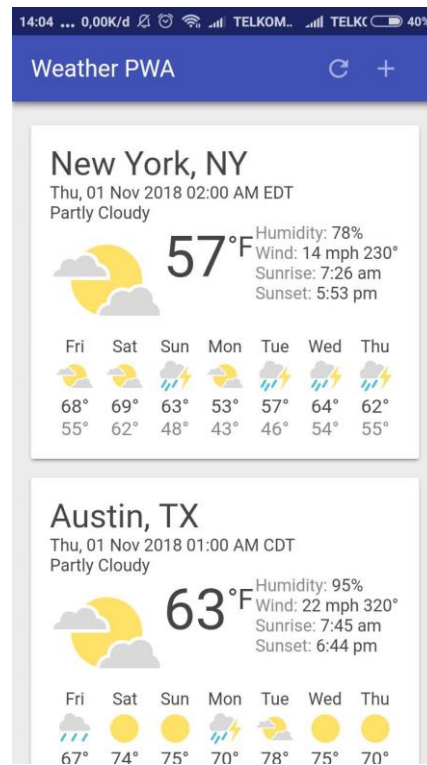 14:04 ... 0,00K/d TELKOM.. TELKC 40%
Weather PWA
New York, NY
Thu, 01 Nov 2018 02:00 AM EDT
Partly Cloudy
57°F
Humidity: 78%
Wind: 14 mph 230°
Sunrise: 7:26 am
Sunset: 5:53 pm
Fri Sat Sun Mon Tue Wed Thu
68° 69° 63° 53° 57° 64° 62°
55° 62° 48° 43° 46° 54° 55°
Austin, TX
Thu, 01 Nov 2018 01:00 AM CDT
Partly Cloudy
63°F
Humidity: 95%
Wind: 22 mph 320°
Sunrise: 7:45 am
Sunset: 6:44 pm
Fri Sat Sun Mon Tue Wed Thu
67° 74° 75° 70° 78° 75° 70°